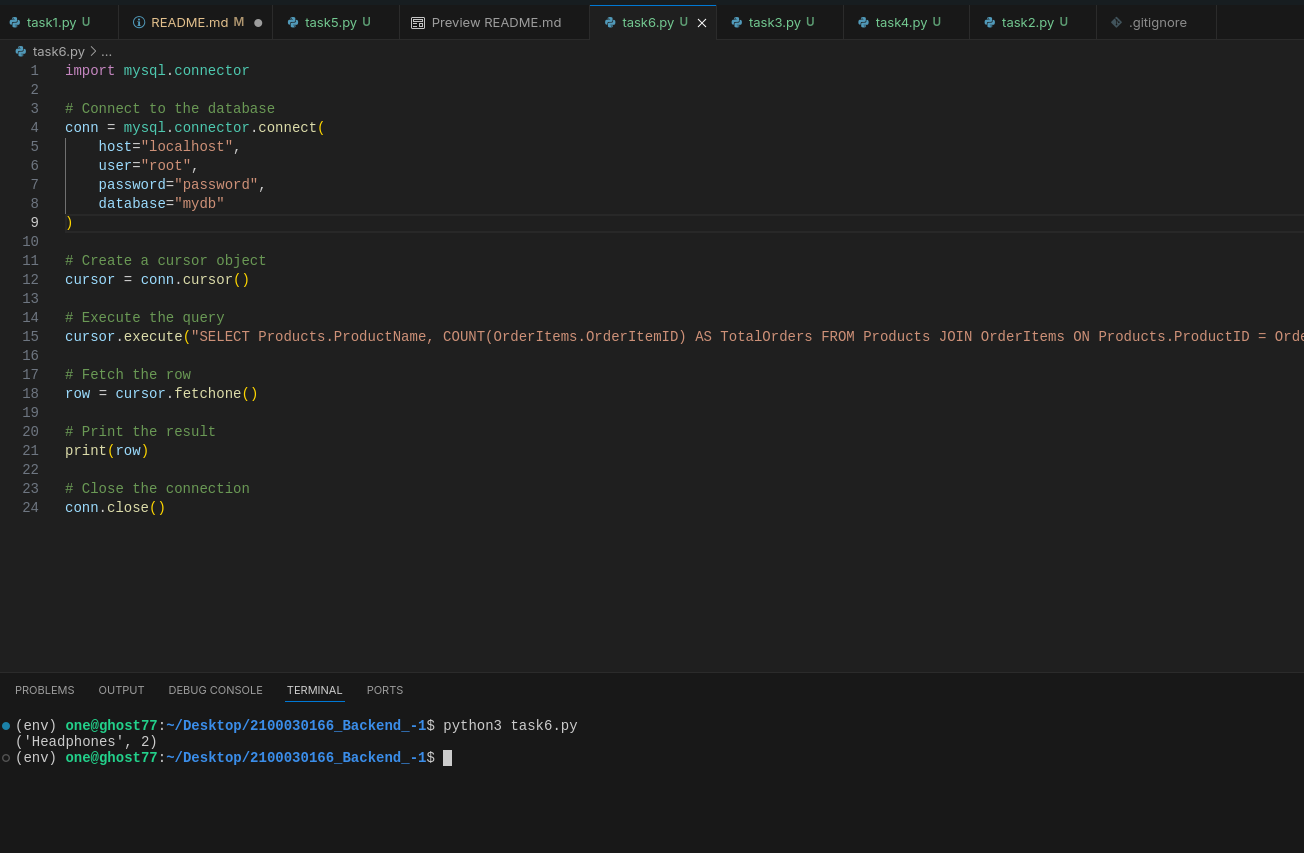 task1.py U README.md M task5.py U Preview README.md task6.py U task3.py U task4.py U task2.py U .gitignore
task6.py > ...
1 import mysql.connector
2
3 # Connect to the database
4 conn = mysql.connector.connect(
5     host="localhost",
6     user="root",
7     password="password",
8     database="mydb"
9 )
10
11 # Create a cursor object
12 cursor = conn.cursor()
13
14 # Execute the query
15 cursor.execute("SELECT Products.ProductName, COUNT(OrderItems.OrderItemID) AS TotalOrders FROM Products JOIN OrderItems ON Products.ProductID = Orde
16
17 # Fetch the row
18 row = cursor.fetchone()
19
20 # Print the result
21 print(row)
22
23 # Close the connection
24 conn.close()
PROBLEMS OUTPUT DEBUG CONSOLE TERMINAL PORTS
(env) one@ghost77:~/Desktop/2100030166_Backend_-1$ python3 task6.py
('Headphones', 2)
(env) one@ghost77:~/Desktop/2100030166_Backend_-1$